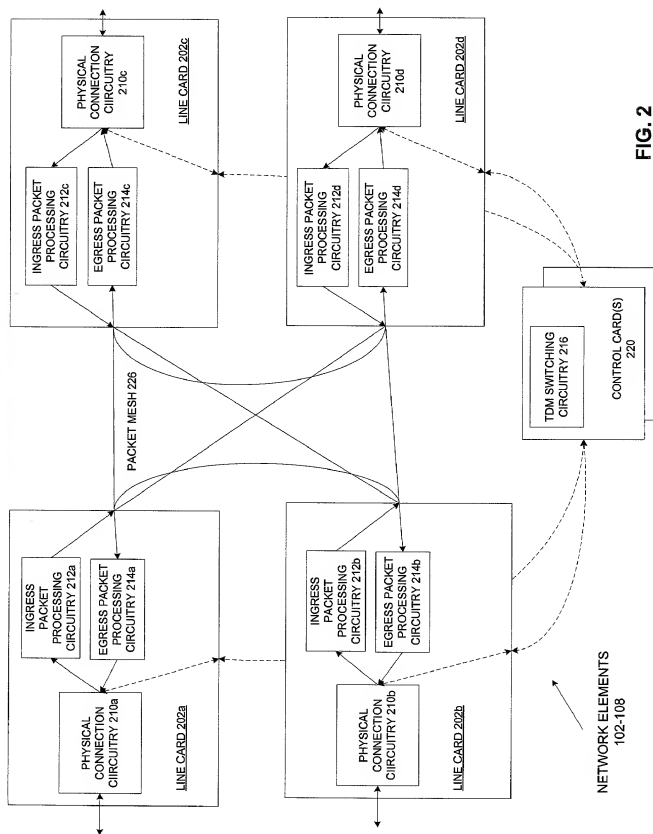 PHYSICAL
CONNECTION
CIIRCUITRY
210c
INGRESS PACKET
PROCESSING
CIRCUITRY 212c
EGRESS PACKET
PROCESSING
CIRCUITRY 214c
LINE CARD 202c
PHYSICAL
CONNECTION
CIIRUITRY
210d
INGRESS PACKET
PROCESSING
CIRCUITRY 212d
EGRESS PACKET
PROCESSING
CIRCUITRY 214d
LINE CARD 202d
PACKET MESH 226
INGRESS
PACKET
PROCESSING
CIRCUITRY 212a
EGRESS PACKET
PROCESSING
CIRCUITRY 214a
PHYSICAL
CONNECTION
CIIRCUITRY 210a
LINE CARD 202a
INGRESS
PACKET
PROCESSING
CIRCUITRY 212b
EGRESS PACKET
PROCESSING
CIRCUITRY 214b
PHYSICAL
CONNECTION
CIIRCUITRY 210b
LINE CARD 202b
TDM SWITCHING
CIRCUITRY 216
CONTROL CARD(S)
220
NETWORK ELEMENTS
102-108
FIG. 2